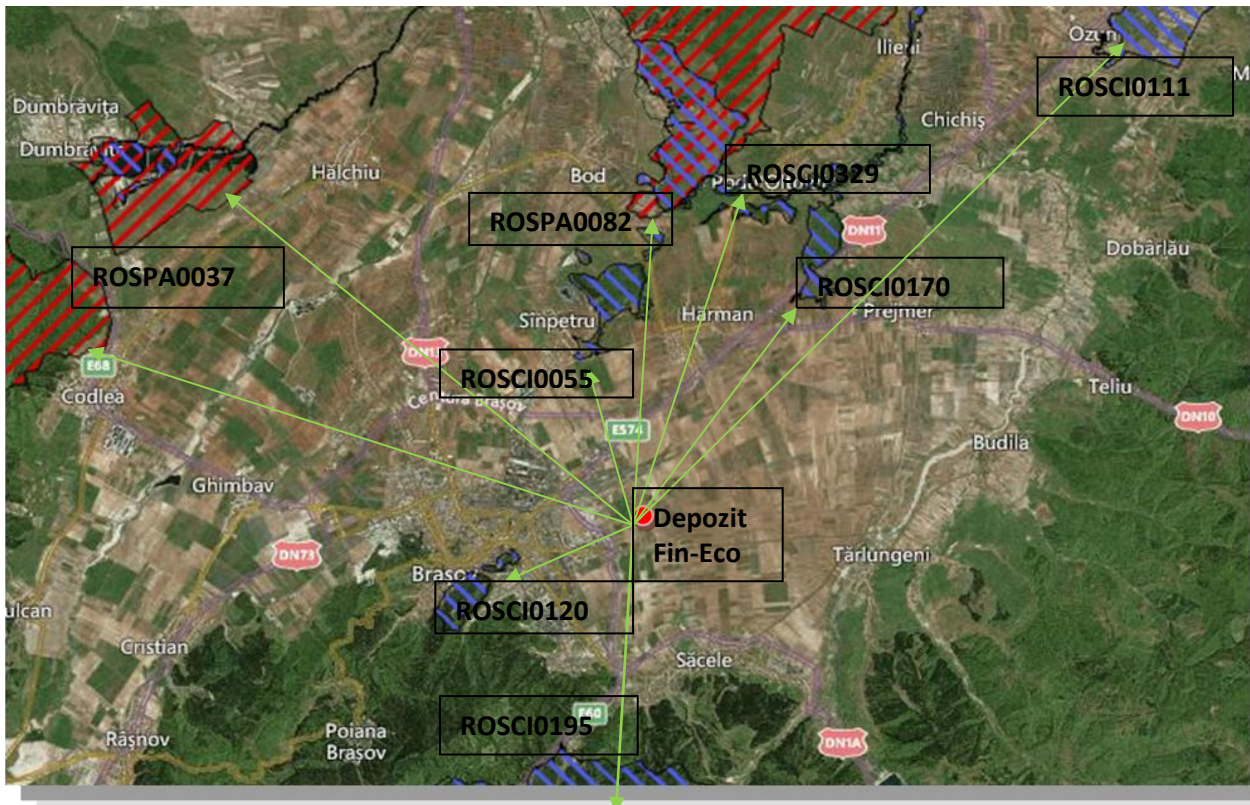 Ozun
Ilieni
ROSCI0111
M
Dumbrăvița
Chichiș
Dumbrăvița
Hălchiu
Bod
ROSCI0329
ROSPA0082
DN11
Dobârlău
ROSPA0037
ROSCI0170
Sînpetru
Hărman
Prejmer
DN13
E68
ROSCI0055
Codlea
Centura Brașov
Teliu
DN10
E574
Budila
Ghimbav
Depozit
Fin-Eco
DN73
Tărlungeni
Brașov
ulcan
ROSCI0120
Cristian
Săcele
ROSCI0195
E60
Râșnov
Poiana
Brașov
DN1A